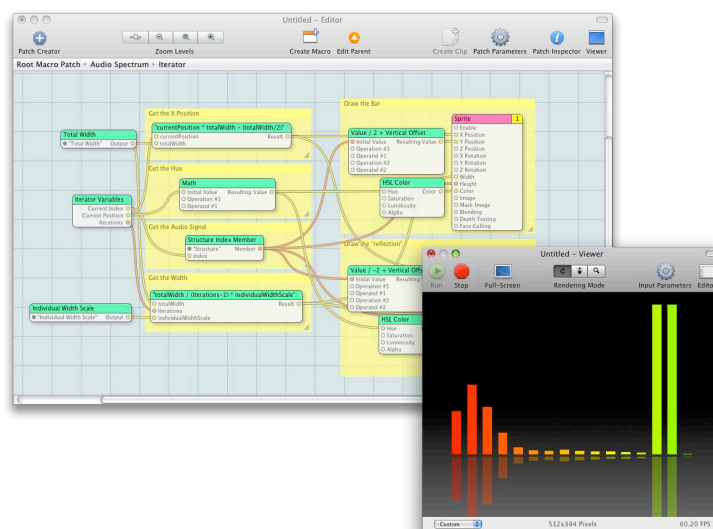 Untitled – Editor
Patch Creator
Zoom Levels
Create Macro
Edit Parent
Create Clip
Patch Parameters
Patch Inspector
Viewer
Root Macro Patch ▸ Audio Spectrum ▸ Iterator
Get the X Position
"currentPosition * totalWidth - (totalWidth/2)"
currentPosition
Result
totalWidth
Total Width
"Total Width"
Output
Get the Hue
Math
Initial Value
Resulting Value
Operation #1
Operand #1
Iterator Variables
Current Index
Current Position
Iterations
Get the Audio Signal
Structure Index Member
"Structure"
Member
Index
Get the Width
"totalWidth / (Iterations-1) * individualWidthScale"
totalWidth
Result
Iterations
individualWidthScale
Individual Width Scale
"Individual Width Scale"
Output
Draw the Bar
Value / 2 + Vertical Offset
Initial Value
Resulting Value
Operation #1
Operand #1
Operation #2
Operand #2
HSL Color
Hue
Color
Saturation
Luminosity
Alpha
Sprite
1
Enable
X Position
Y Position
Z Position
X Rotation
Y Rotation
Z Rotation
Width
Height
Color
Image
Mask Image
Blending
Depth Testing
Face Culling
Draw the "reflection"
Value / -2 + Vertical Offs
Initial Value
Resulting
Operation #1
Operand #1
Operation #2
Operand #2
HSL Color
Hue
Saturation
Luminosity
Alpha
Untitled – Viewer
Run
Stop
Full-Screen
Rendering Mode
Input Parameters
Editor
Custom
512x384 Pixels
60.20 FPS